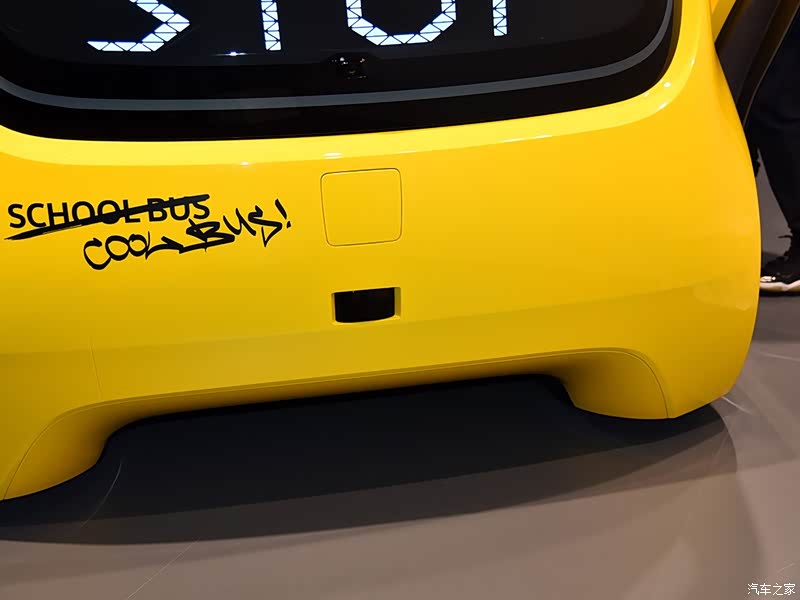 STOP
SCHOOL BUS
COOL BUS!
汽车之家